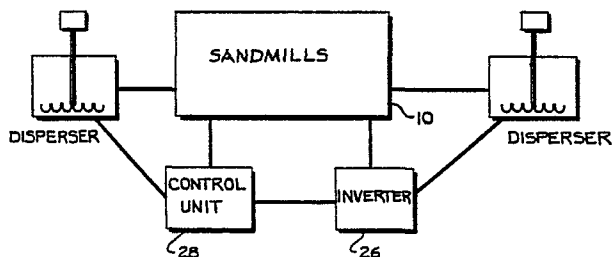 SANDMILLS
10
DISPERSER
DISPERSER
CONTROL
UNIT
INVERTER
28
26